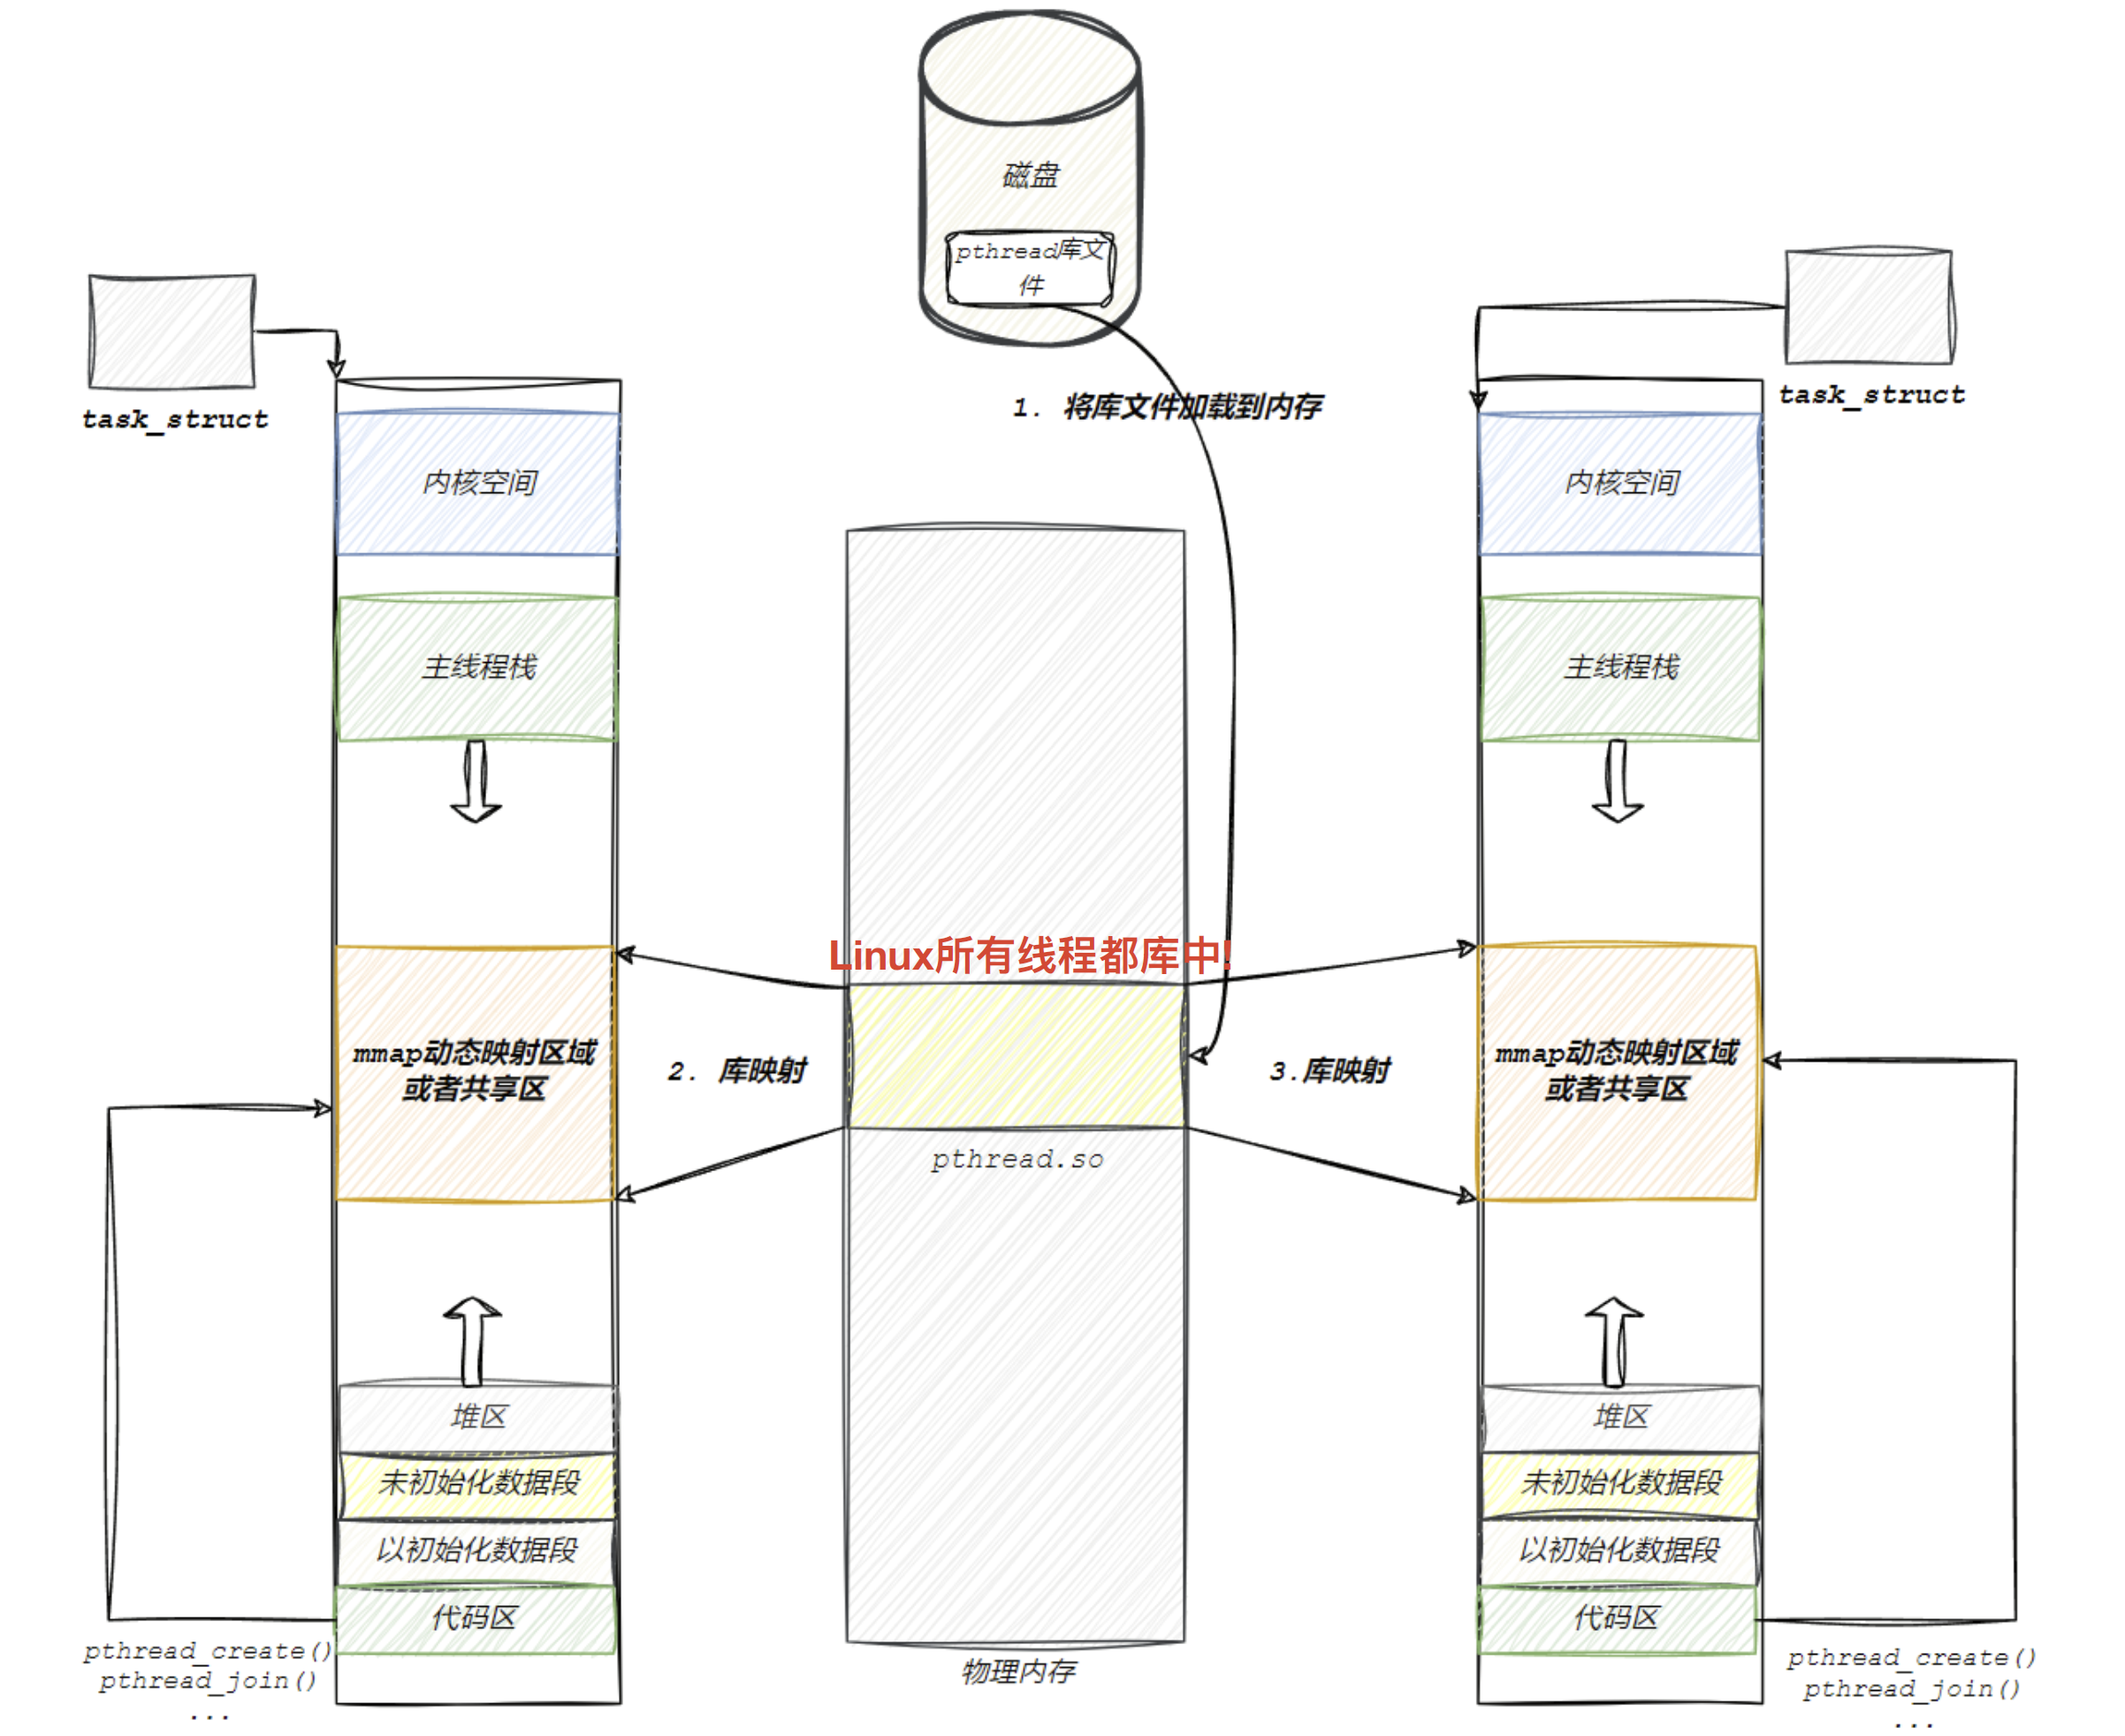 磁盘
pthread库文
件
1. 将库文件加载到内存
task_struct
内核空间
主线程栈
mmap动态映射区域
或者共享区
堆区
未初始化数据段
以初始化数据段
代码区
pthread_create()
pthread_join()
...
2. 库映射
Linux所有线程都库中!
pthread.so
物理内存
3.库映射
task_struct
内核空间
主线程栈
mmap动态映射区域
或者共享区
堆区
未初始化数据段
以初始化数据段
代码区
pthread_create()
pthread_join()
...